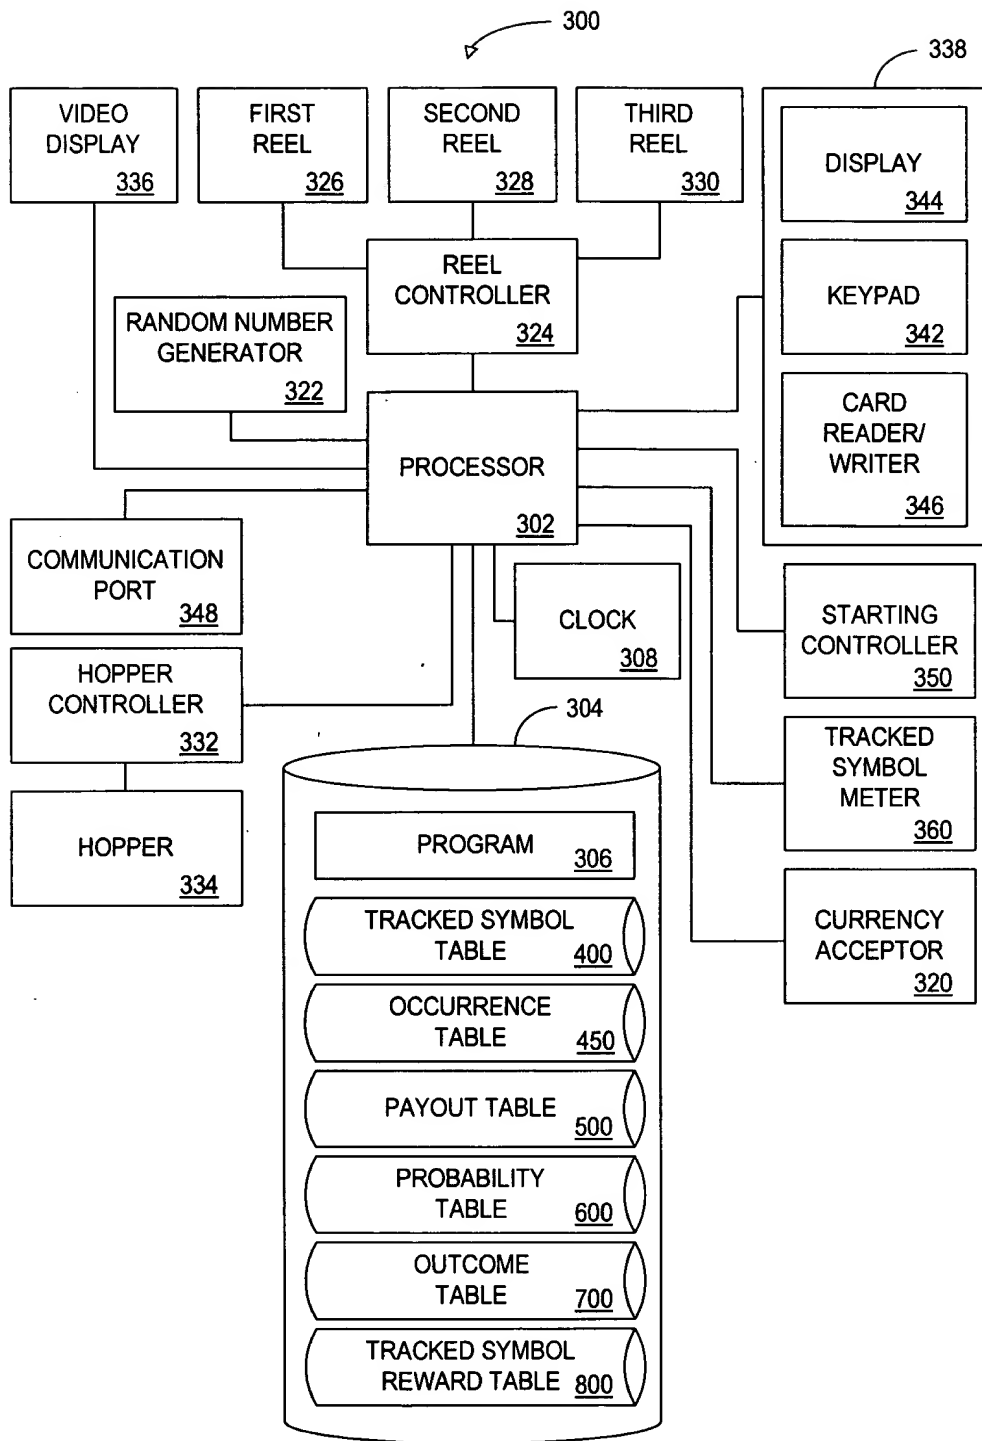 300
338
VIDEO
DISPLAY
336
FIRST
REEL
326
SECOND
REEL
328
THIRD
REEL
330
DISPLAY
344
KEYPAD
342
CARD
READER/
WRITER
346
REEL
CONTROLLER
324
RANDOM NUMBER
GENERATOR
322
PROCESSOR
302
COMMUNICATION
PORT
348
CLOCK
308
STARTING
CONTROLLER
350
HOPPER
CONTROLLER
332
304
TRACKED
SYMBOL
METER
360
HOPPER
334
CURRENCY
ACCEPTOR
320
PROGRAM
306
TRACKED SYMBOL
TABLE
400
OCCURRENCE
TABLE
450
PAYOUT TABLE
500
PROBABILITY
TABLE
600
OUTCOME
TABLE
700
TRACKED SYMBOL
REWARD TABLE
800